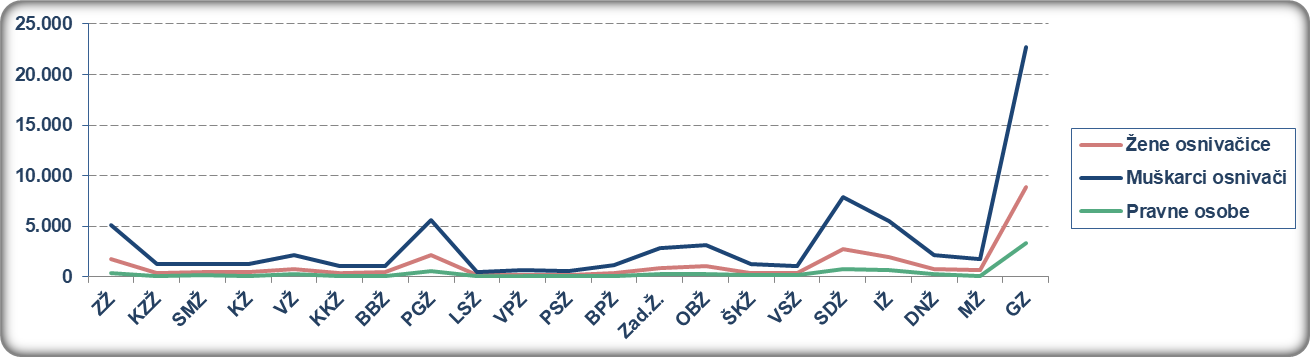 25.000
20.000
15.000
10.000
5.000
0
ZŽ KZŽ SMŽ KŽ VŽ KKŽ BBŽ PGŽ LSŽ VPŽ PSŽ BPŽ Zad.Ž. OBŽ ŠKŽ VSŽ SDŽ IŽ DNŽ MŽ GZ
Žene osnivačice
Muškarci osnivači
Pravne osobe